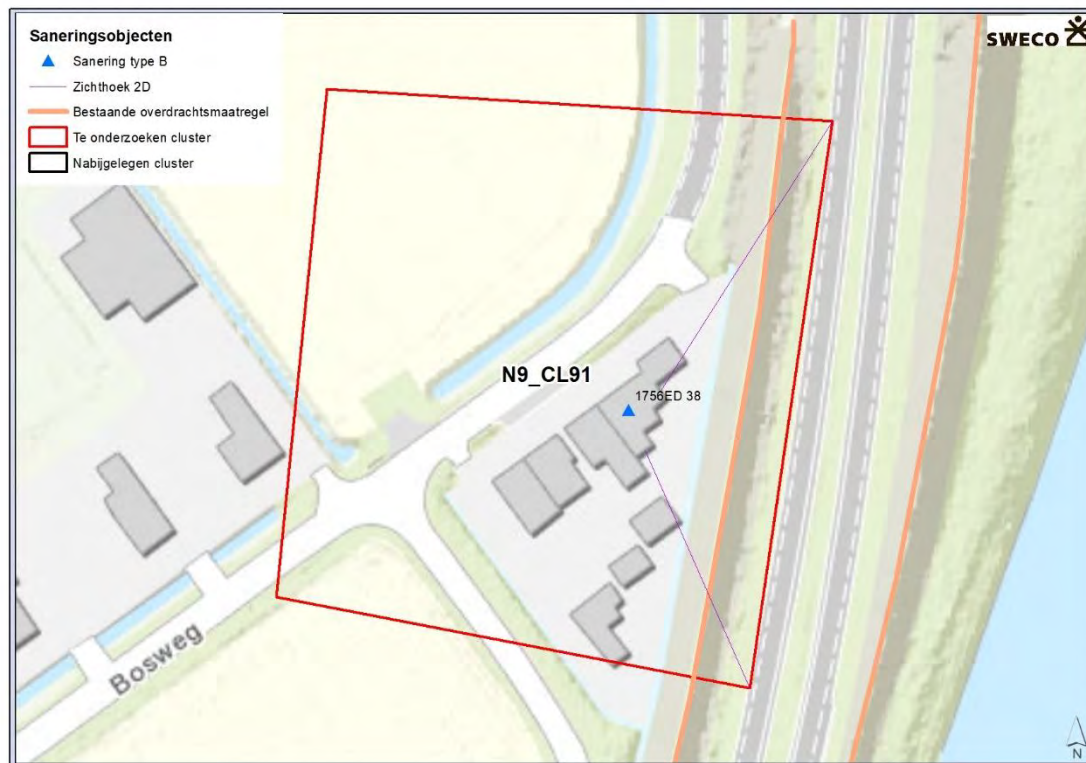 Saneringsobjecten
Sanering type B
Zichthoek 2D
Bestaande overdrachtsmaatregel
Te onderzoeken cluster
Nabijgelegen cluster
SWECO
N9_CL91
1756ED 38
Bosweg
N